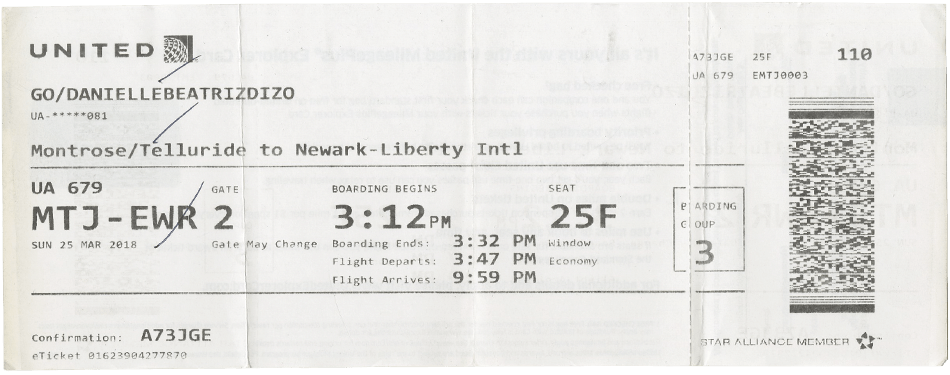 UNITED
GO/DANIELLEBEATRIZDIZO
UA-*****081
Montrose/Telluride to Newark-Liberty Intl
UA 679
GATE
BOARDING BEGINS
SEAT
MTJ-EWR 2
3:12PM
25F
SUN 25 MAR 2018
Gate May Change
Boarding Ends: 3:32 PM
Window
Flight Departs: 3:47 PM
Economy
Flight Arrives: 9:59 PM
BOARDING
GROUP
3
Confirmation: A73JGE
eTicket 01623904277870
A73JGE 25F
110
UA 679 EMTJ0003
STAR ALLIANCE MEMBER